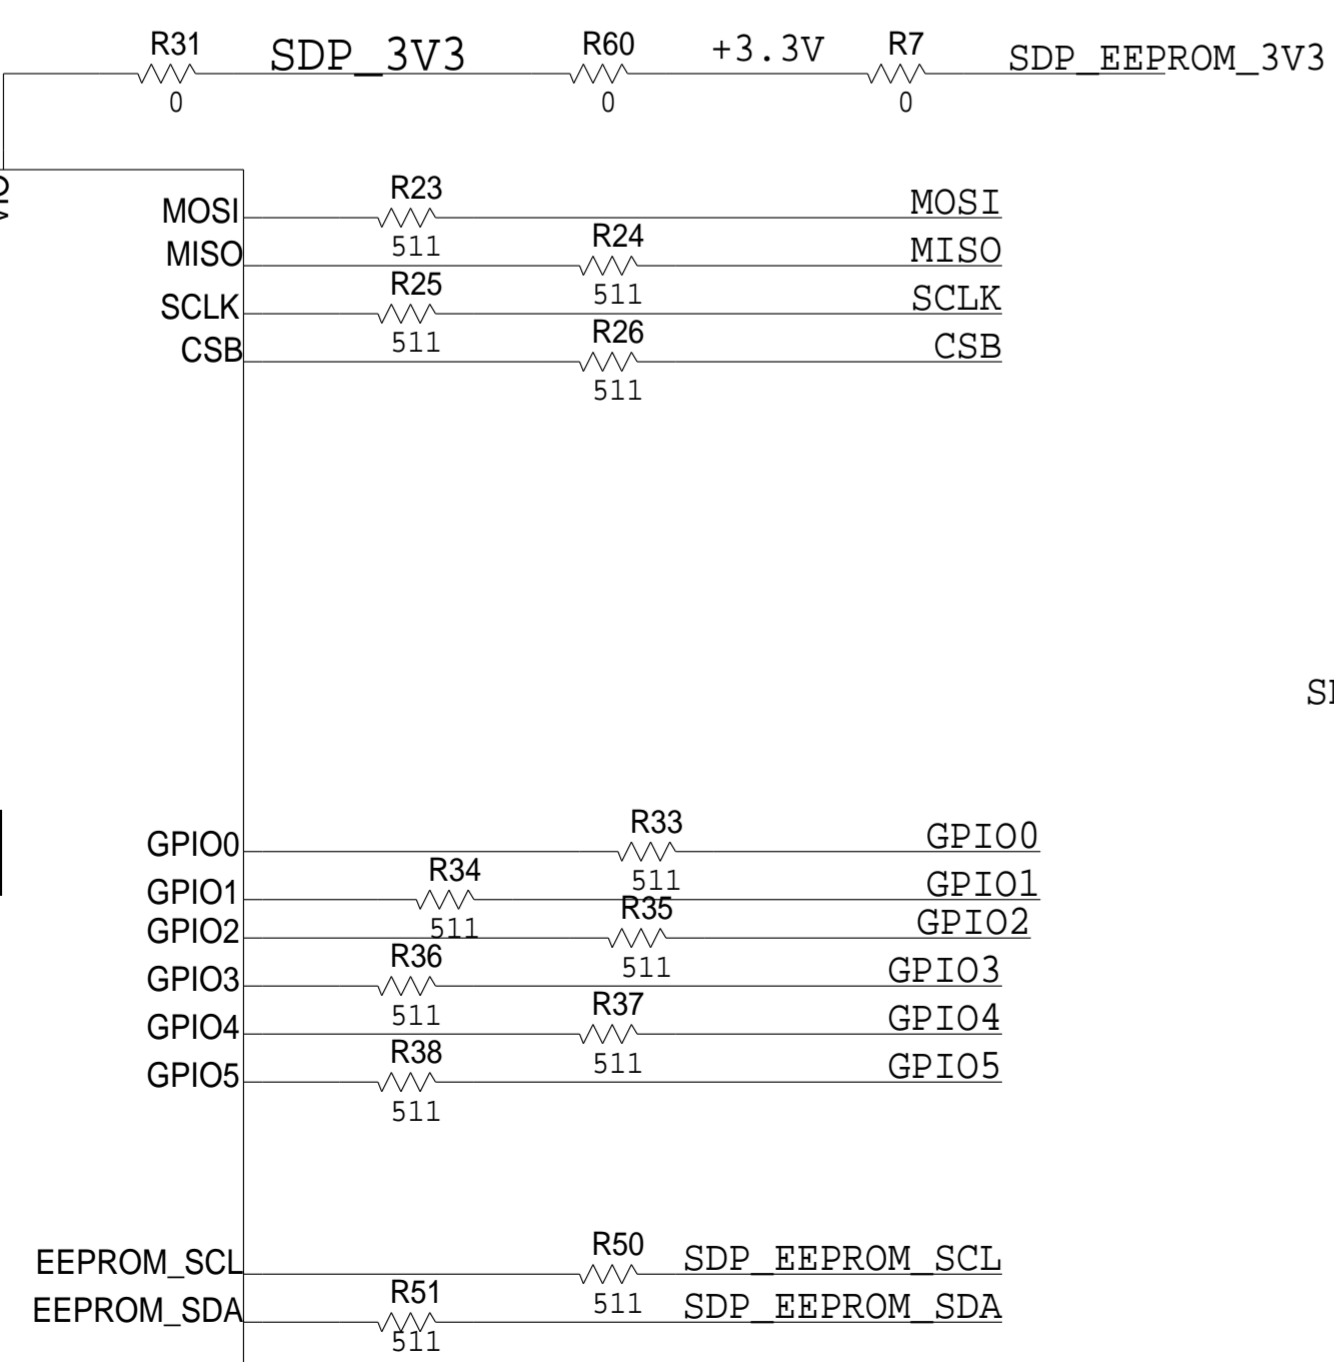 R31 SDP_3V3 R60 +3.3V R7 SDP_EEPROM_3V3
0 0 0
R23
MOSI MOSI
511 R24
MISO MISO
R25 511
SCLK SCLK
511 R26
CSB CSB
511
R33
GPIO0 GPIO0
R34 511
GPIO1 GPIO1
511 R35
GPIO2 GPIO2
R36 511
GPIO3 GPIO3
511 R37
GPIO4 GPIO4
R38 511
GPIO5 GPIO5
511
R50
EEPROM_SCL SDP_EEPROM_SCL
R51 511
EEPROM_SDA SDP_EEPROM_SDA
511